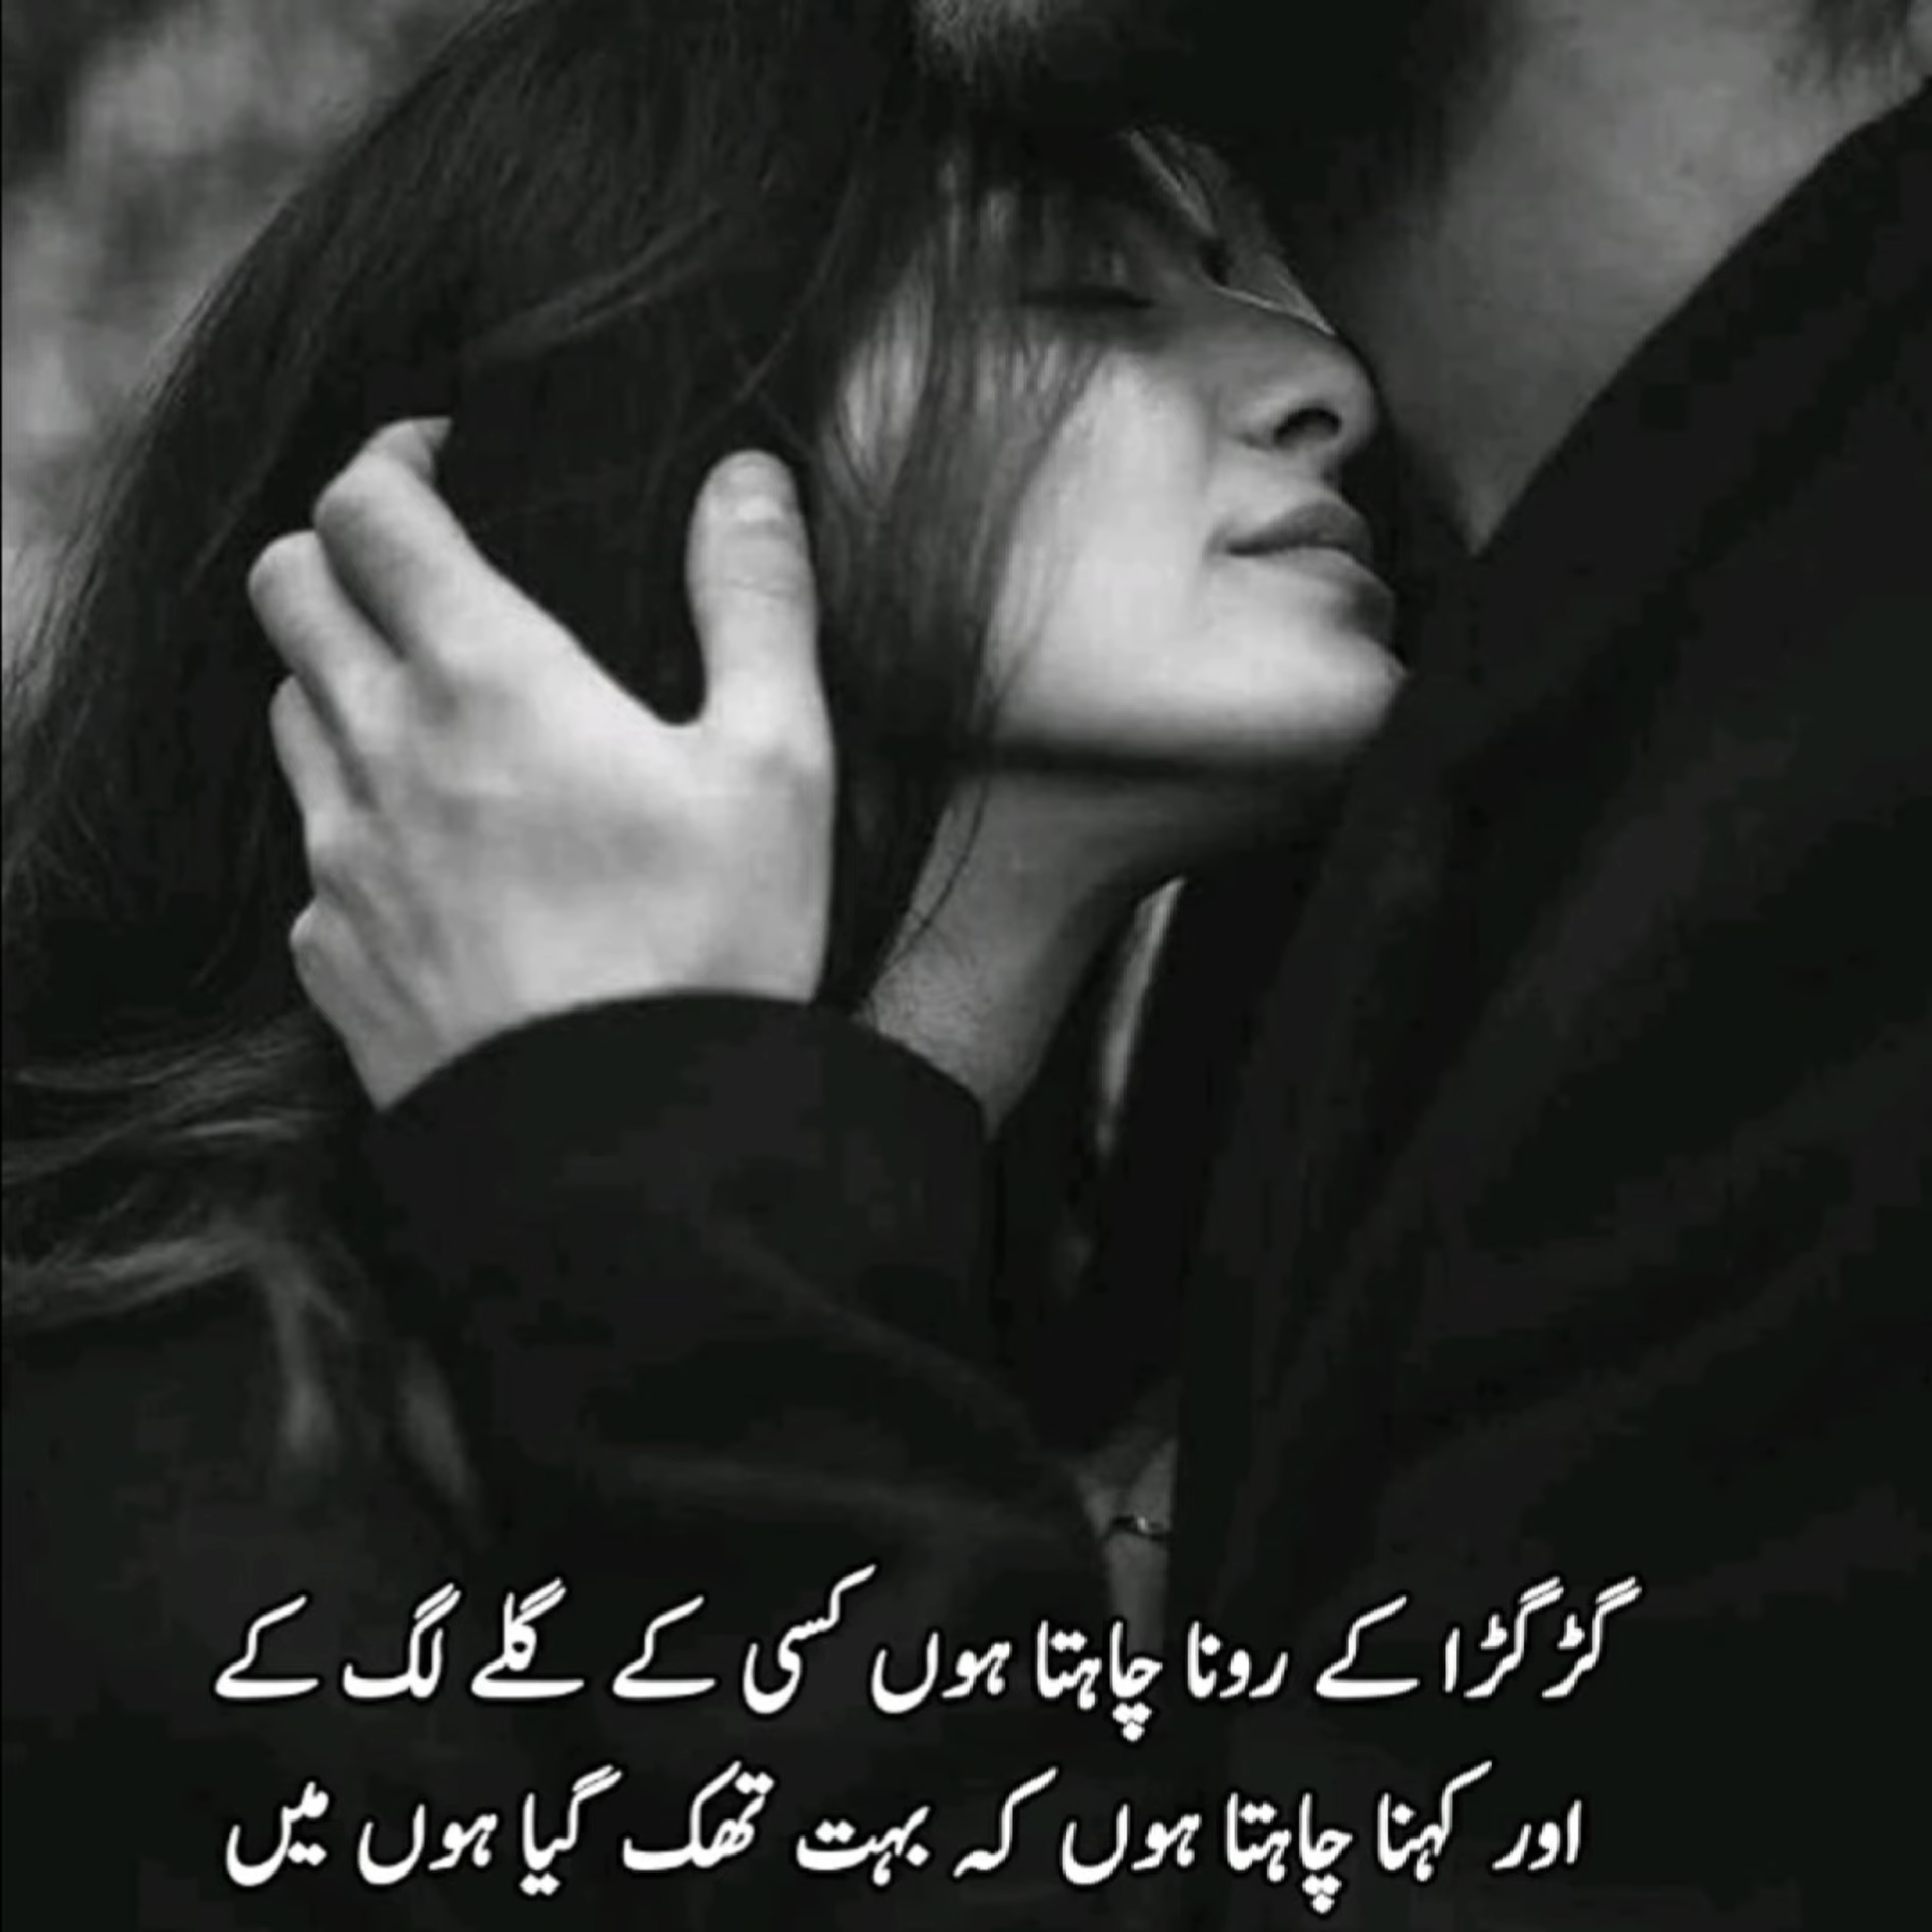 گڑگڑا کے رونا چاہتا ہوں کسی کے گلے لگ کے
اور کہنا چاہتا ہوں کہ بہت تھک گیا ہوں میں